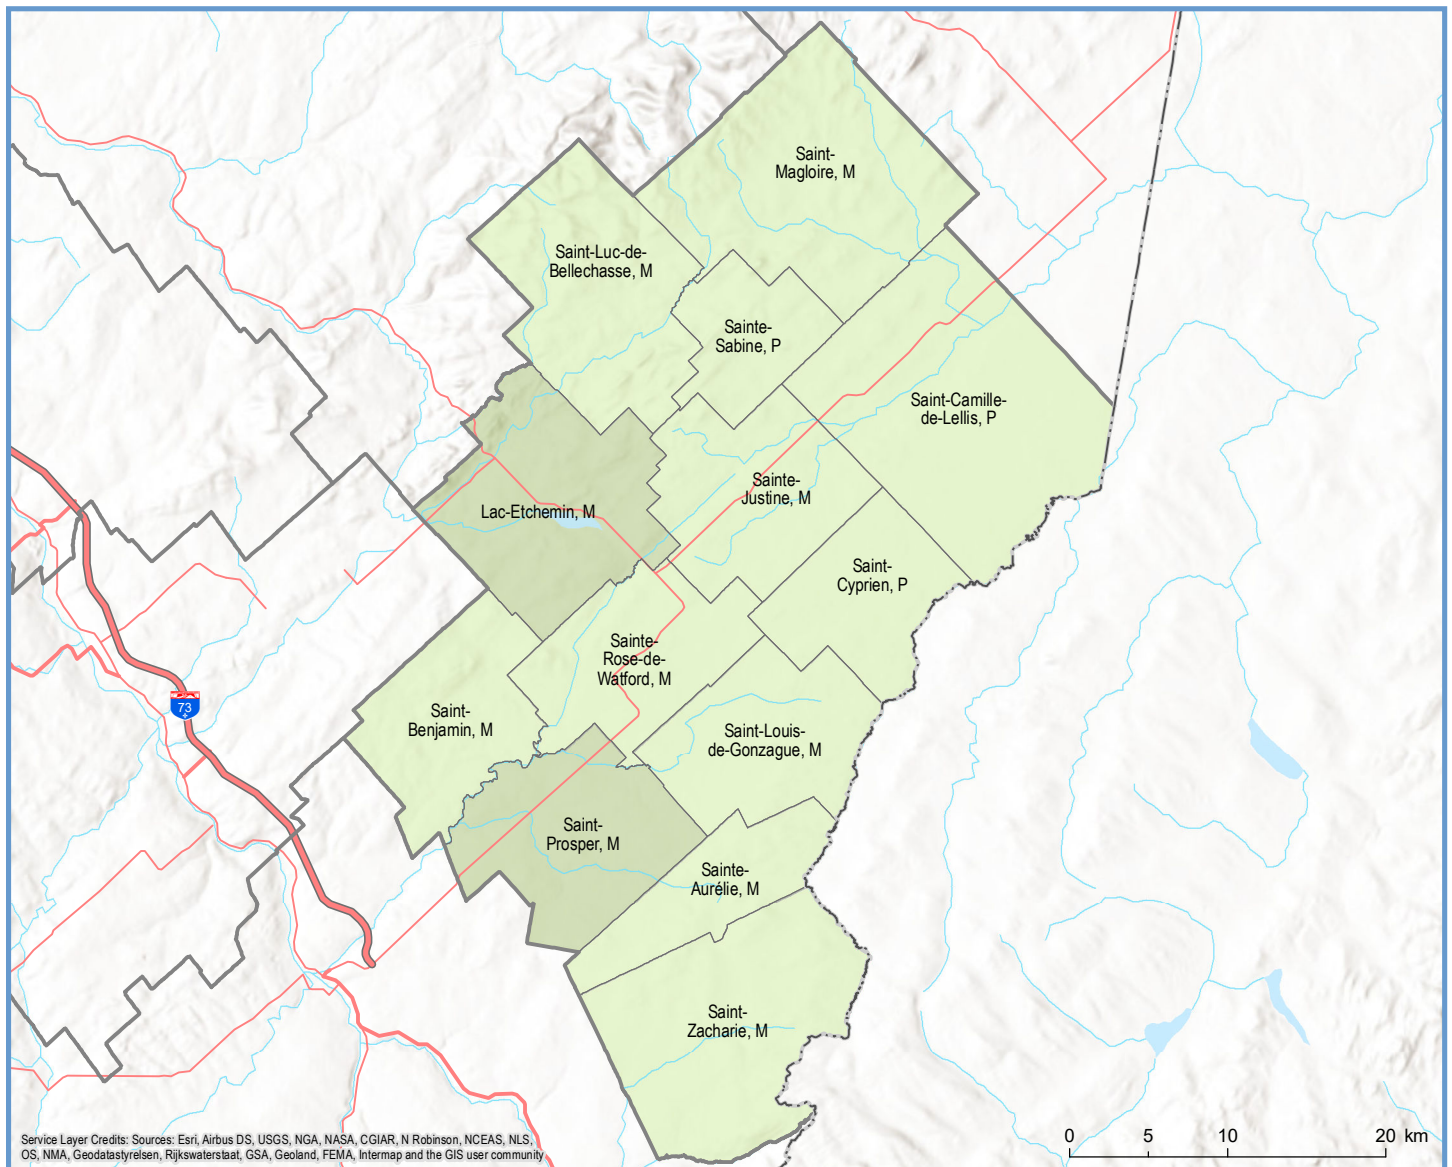 Saint-
Magloire, M
Saint-Luc-de-
Bellechasse, M
Sainte-
Sabine, P
Saint-Camille-
de-Lellis, P
Sainte-
Justine, M
Lac-Etchemin, M
Saint-
Cyprien, P
Sainte-
Rose-de-
Watford, M
Saint-
Benjamin, M
73
Saint-Louis-
de-Gonzague, M
Saint-
Prosper, M
Sainte-
Aurélie, M
Saint-
Zacharie, M
0 5 10 20 km
Service Layer Credits: Sources: Esri, Airbus DS, USGS, NGA, NASA, CGIAR, N Robinson, NCEAS, NLS,
OS, NMA, Geodatastyrelsen, Rijkswaterstaat, GSA, Geoland, FEMA, Intermap and the GIS user community